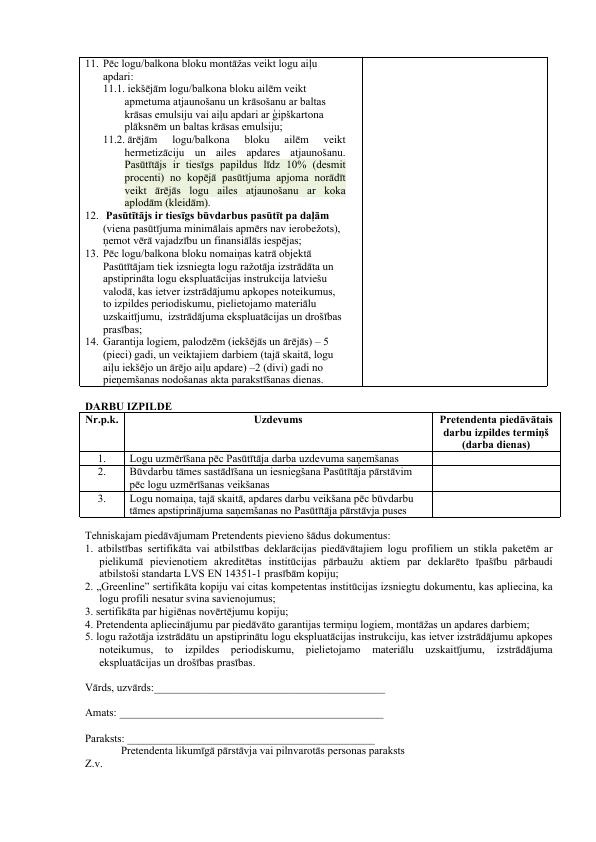 11. Pēc logu/balkona bloku montāžas veikt logu aiļu
apdari:
11.1. iekšējām logu/balkona bloku ailēm veikt
apmetuma atjaunošanu un krāsošanu ar baltas
krāsas emulsiju vai aiļu apdari ar ģipškartona
plāksnēm un baltas krāsas emulsiju;
11.2. ārējām logu/balkona bloku ailēm veikt
hermetizāciju un ailes apdares atjaunošanu.
Pasūtītājs ir tiesīgs papildus līdz 10% (desmit
procenti) no kopējā pasūtījuma apjoma norādīt
veikt ārējās logu ailes atjaunošanu ar koka
aplodām (kleidām).
12. Pasūtītājs ir tiesīgs būvdarbus pasūtīt pa daļām
(viena pasūtījuma minimālais apmērs nav ierobežots),
ņemot vērā vajadzību un finansiālās iespējas;
13. Pēc logu/balkona bloku nomaiņas katrā objektā
Pasūtītājam tiek izsniegta logu ražotāja izstrādāta un
apstiprināta logu ekspluatācijas instrukcija latviešu
valodā, kas ietver izstrādājumu apkopes noteikumus,
to izpildes periodiskumu, pielietojamo materiālu
uzskaitījumu, izstrādājuma ekspluatācijas un drošības
prasības;
14. Garantija logiem, palodzēm (iekšējās un ārējās) – 5
(pieci) gadi, un veiktajiem darbiem (tajā skaitā, logu
aiļu iekšējo un ārējo aiļu apdare) –2 (divi) gadi no
pieņemšanas nodošanas akta parakstīšanas dienas.
DARBU IZPILDE
Nr.p.k. Uzdevums Pretendenta piedāvātais
darbu izpildes termiņš
(darba dienas)
1. Logu uzmērīšana pēc Pasūtītāja darba uzdevuma saņemšanas
2. Būvdarbu tāmes sastādīšana un iesniegšana Pasūtītāja pārstāvim
pēc logu uzmērīšanas veikšanas
3. Logu nomaiņa, tajā skaitā, apdares darbu veikšana pēc būvdarbu
tāmes apstiprinājuma saņemšanas no Pasūtītāja pārstāvja puses
Tehniskajam piedāvājumam Pretendents pievieno šādus dokumentus:
1. atbilstības sertifikāta vai atbilstības deklarācijas piedāvātajiem logu profiliem un stikla paketēm ar
pielikumā pievienotiem akreditētas institūcijas pārbaužu aktiem par deklarēto īpašību pārbaudi
atbilstoši standarta LVS EN 14351-1 prasībām kopiju;
2. „Greenline” sertifikāta kopiju vai citas kompetentas institūcijas izsniegtu dokumentu, kas apliecina, ka
logu profili nesatur svina savienojumus;
3. sertifikāta par higiēnas novērtējumu kopiju;
4. Pretendenta apliecinājumu par piedāvāto garantijas termiņu logiem, montāžas un apdares darbiem;
5. logu ražotāja izstrādātu un apstiprinātu logu ekspluatācijas instrukciju, kas ietver izstrādājumu apkopes
noteikumus, to izpildes periodiskumu, pielietojamo materiālu uzskaitījumu, izstrādājuma
ekspluatācijas un drošības prasības.
Vārds, uzvārds:__________________________________________
Amats: ________________________________________________
Paraksts: _____________________________________________
Pretendenta likumīgā pārstāvja vai pilnvarotās personas paraksts
Z.v.